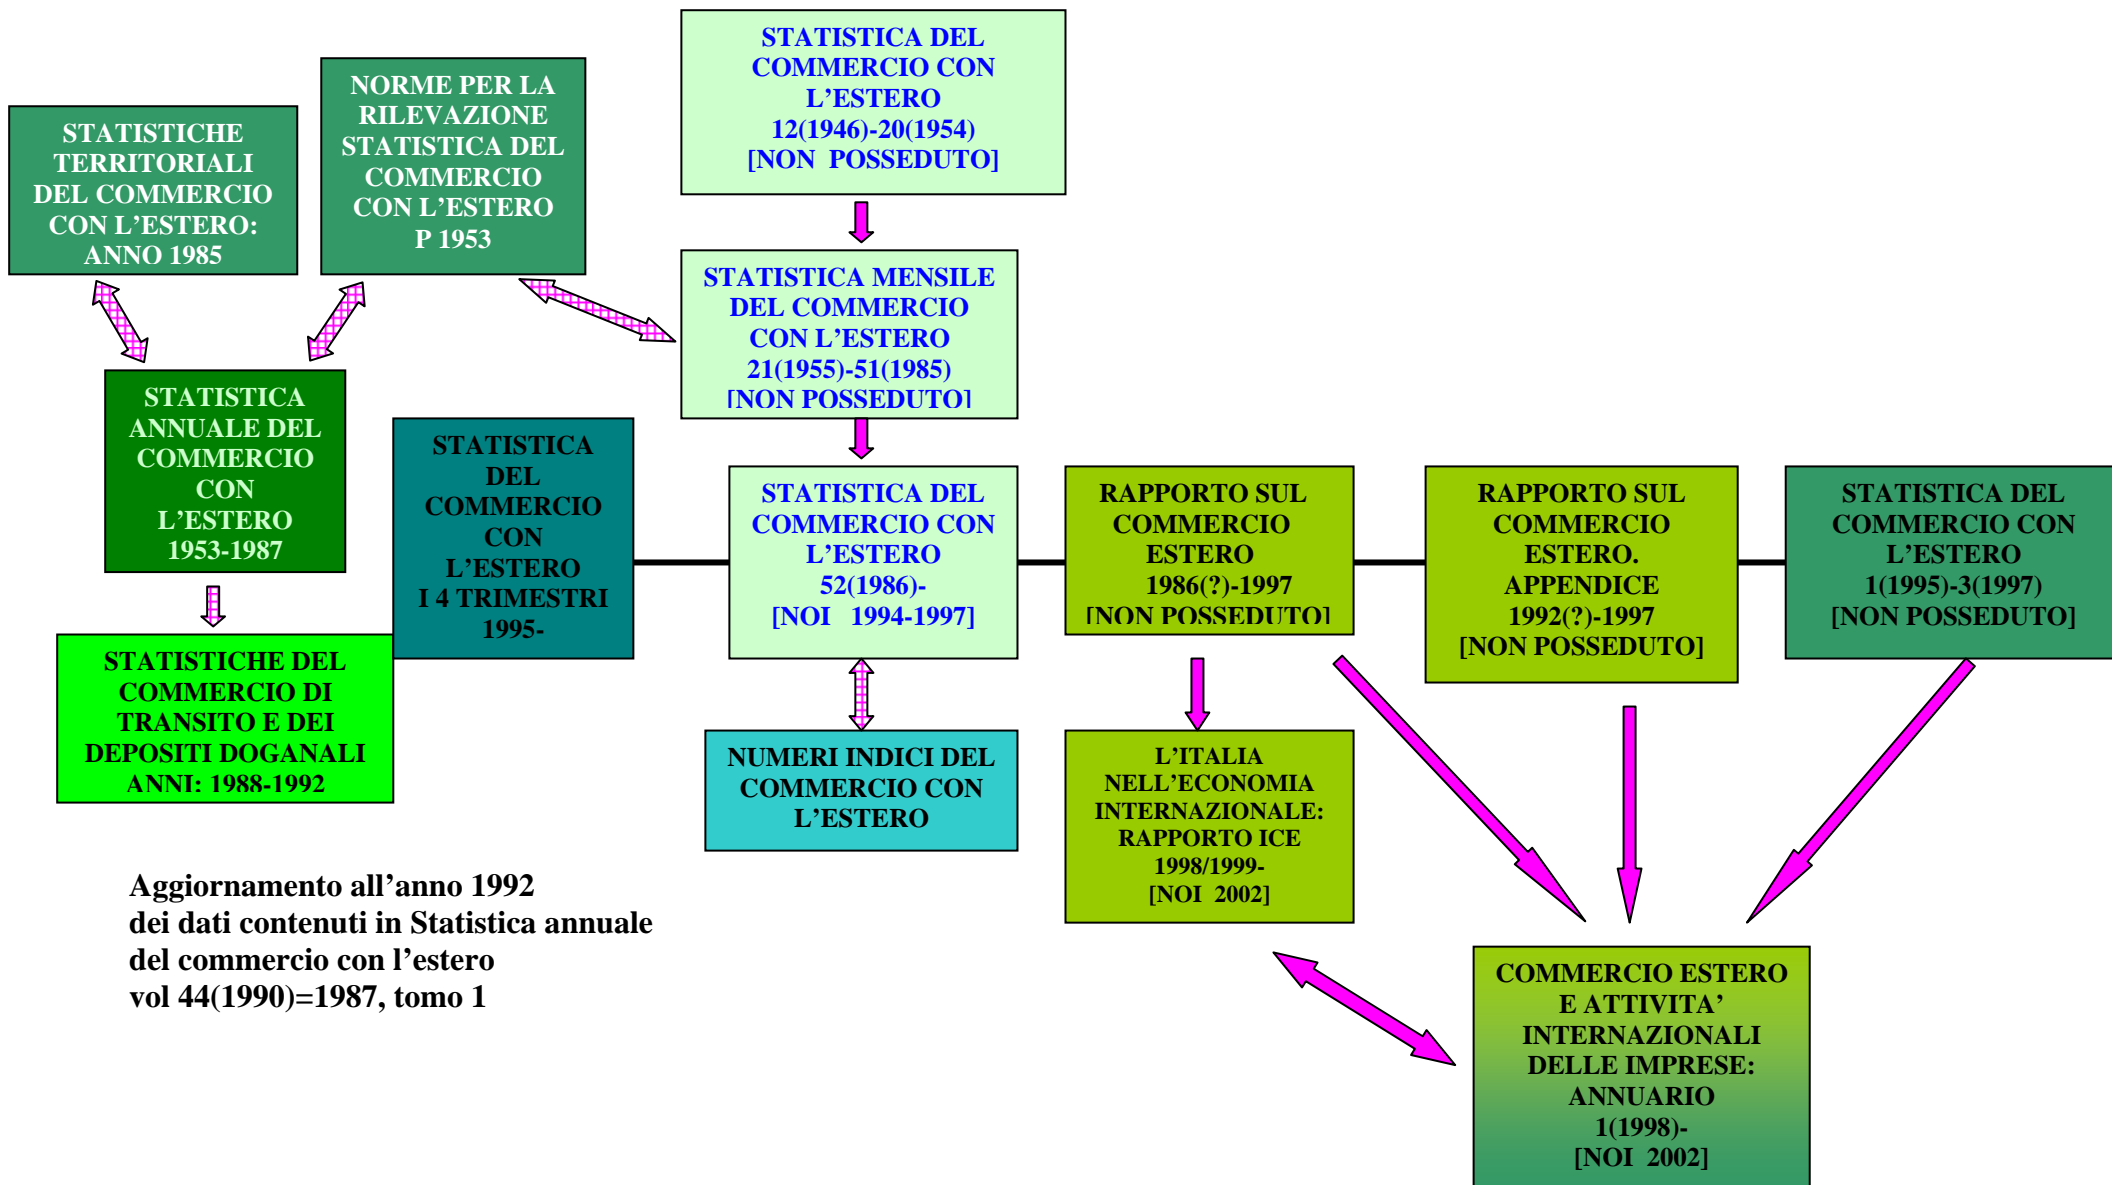 STATISTICHE
TERRITORIALI
DEL COMMERCIO
CON L’ESTERO:
ANNO 1985
NORME PER LA
RILEVAZIONE
STATISTICA DEL
COMMERCIO
CON L’ESTERO
P 1953
STATISTICA DEL
COMMERCIO CON
L’ESTERO
12(1946)-20(1954)
[NON POSSEDUTO]
STATISTICA MENSILE
DEL COMMERCIO
CON L’ESTERO
21(1955)-51(1985)
[NON POSSEDUTO]
STATISTICA
ANNUALE DEL
COMMERCIO
CON
L’ESTERO
1953-1987
STATISTICA
DEL
COMMERCIO
CON
L’ESTERO
I 4 TRIMESTRI
1995-
STATISTICA DEL
COMMERCIO CON
L’ESTERO
52(1986)-
[NOI 1994-1997]
RAPPORTO SUL
COMMERCIO
ESTERO
1986(?)-1997
[NON POSSEDUTO]
RAPPORTO SUL
COMMERCIO
ESTERO.
APPENDICE
1992(?)-1997
[NON POSSEDUTO]
STATISTICA DEL
COMMERCIO CON
L’ESTERO
1(1995)-3(1997)
[NON POSSEDUTO]
STATISTICHE DEL
COMMERCIO DI
TRANSITO E DEI
DEPOSITI DOGANALI
ANNI: 1988-1992
NUMERI INDICI DEL
COMMERCIO CON
L’ESTERO
L’ITALIA
NELL’ECONOMIA
INTERNAZIONALE:
RAPPORTO ICE
1998/1999-
[NOI 2002]
Aggiornamento all’anno 1992
dei dati contenuti in Statistica annuale
del commercio con l’estero
vol 44(1990)=1987, tomo 1
COMMERCIO ESTERO
E ATTIVITA’
INTERNAZIONALI
DELLE IMPRESE:
ANNUARIO
1(1998)-
[NOI 2002]